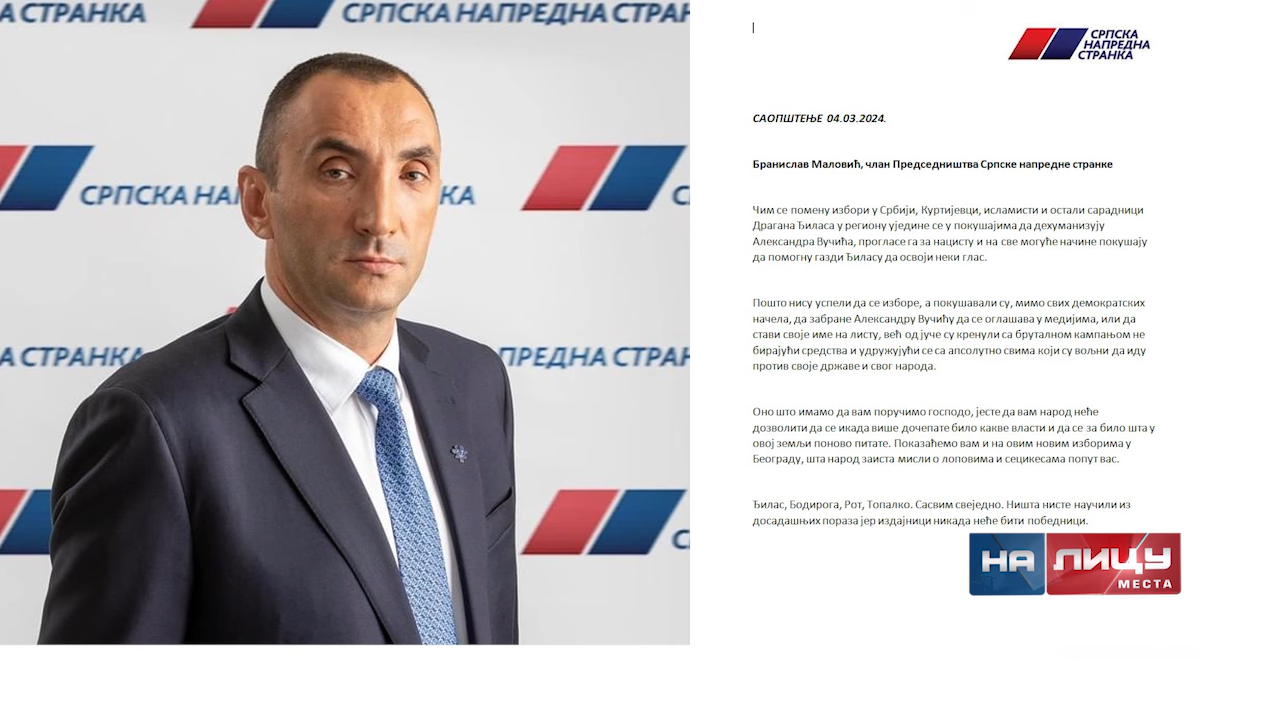 А СТРАНКА
СРПСКА НАПРЕДНА СТРАНКА
СРПСКА НА
КА
СТРАНКА
ПРЕДНА СТРАНКА
СРПСКА
НАПРЕДНА
СТРАНКА
САОПШТЕЊЕ 04.03.2024.
Бранислав Маловић, члан Председништва Српске напредне странке
Чим се помену избори у Србији, Куртијевци, исламисти и остали сарадници
Драгана Ђиласа у региону уједине се у покушајима да дехуманизују
Александра Вучића, прогласе га за нацисту и на све могуће начине покушају
да помогну газди Ђиласу да освоји неки глас.
Пошто нису успели да се изборе, а покушавали су, мимо свих демократских
начела, да забране Александру Вучићу да се оглашава у медијима, или да
стави своје име на листу, већ од јуче су кренули са бруталном кампањом не
бирајући средства и удружујући се са апсолутно свима који су вољни да иду
против своје државе и свог народа.
Оно што имамо да вам поручимо господо, јесте да вам народ неће
дозволити да се икада више дочепате било какве власти и да се за било шта у
овој земљи поново питате. Показаћемо вам и на овим новим изборима у
Београду, шта народ заиста мисли о лоповима и сецикесама попут вас.
Ђилас, Бодирога, Рот, Топалко. Сасвим свеједно. Ништа нисте научили из
досадашњих пораза јер издајници никада неће бити победници.
НА ЛИЦУ
МЕСТА